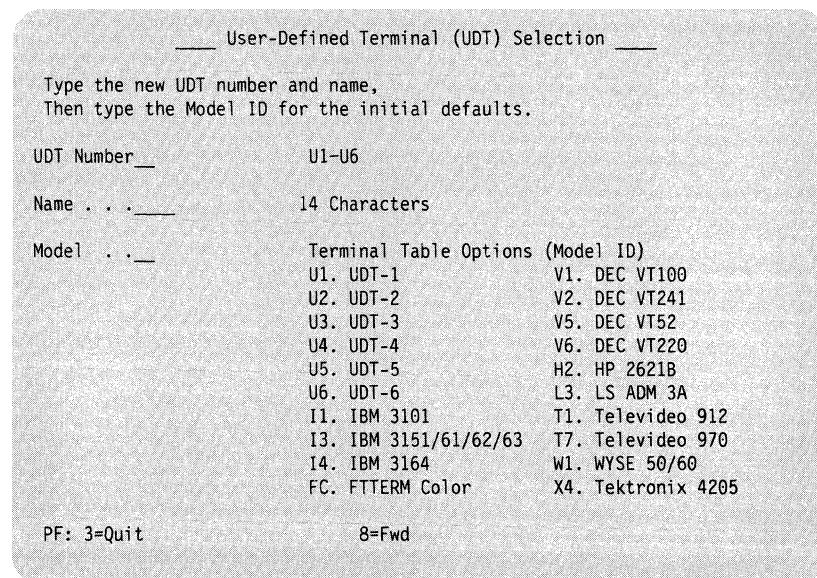 ____ User-Defined Terminal (UDT) Selection ____
Type the new UDT number and name,
Then type the Model ID for the initial defaults.
UDT Number__ U1-U6
Name . . .____ 14 Characters
Model . .__ Terminal Table Options (Model ID)
U1. UDT-1 V1. DEC VT100
U2. UDT-2 V2. DEC VT241
U3. UDT-3 V5. DEC VT52
U4. UDT-4 V6. DEC VT220
U5. UDT-5 H2. HP 2621B
U6. UDT-6 L3. LS ADM 3A
I1. IBM 3101 T1. Televideo 912
I3. IBM 3151/61/62/63 T7. Televideo 970
I4. IBM 3164 W1. WYSE 50/60
FC. FTTERM Color X4. Tektronix 4205
PF: 3=Quit 8=Fwd